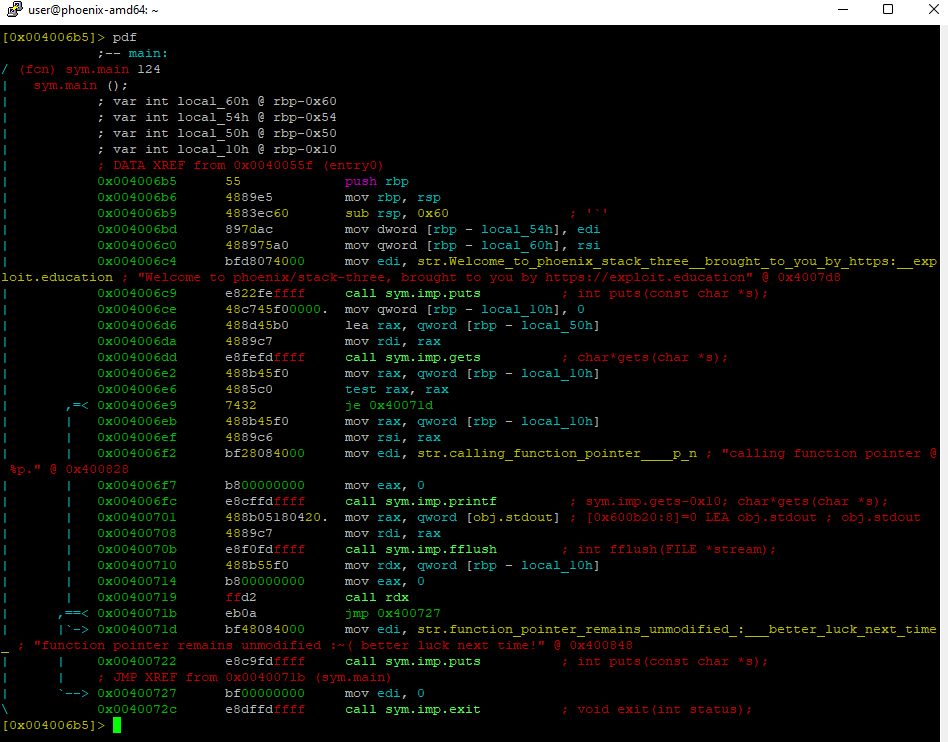 user@phoenix-amd64: ~
[0x004006b5]> pdf
;-- main:
/ (fcn) sym.main 124
| sym.main ();
| ; var int local_60h @ rbp-0x60
| ; var int local_54h @ rbp-0x54
| ; var int local_50h @ rbp-0x50
| ; var int local_10h @ rbp-0x10
| ; DATA XREF from 0x0040055f (entry0)
| 0x004006b5 55 push rbp
| 0x004006b6 4889e5 mov rbp, rsp
| 0x004006b9 4883ec60 sub rsp, 0x60 ; '`'
| 0x004006bd 897dac mov dword [rbp - local_54h], edi
| 0x004006c0 488975a0 mov qword [rbp - local_60h], rsi
| 0x004006c4 bfd8074000 mov edi, str.Welcome_to_phoenix_stack_three__brought_to_you_by_https:__exp
loit.education ; "Welcome to phoenix/stack-three, brought to you by https://exploit.education" @ 0x4007d8
| 0x004006c9 e822feffff call sym.imp.puts ; int puts(const char *s);
| 0x004006ce 48c745f00000. mov qword [rbp - local_10h], 0
| 0x004006d6 488d45b0 lea rax, qword [rbp - local_50h]
| 0x004006da 4889c7 mov rdi, rax
| 0x004006dd e8fefdffff call sym.imp.gets ; char*gets(char *s);
| 0x004006e2 488b45f0 mov rax, qword [rbp - local_10h]
| 0x004006e6 4885c0 test rax, rax
| ,=< 0x004006e9 7432 je 0x40071d
| | 0x004006eb 488b45f0 mov rax, qword [rbp - local_10h]
| | 0x004006ef 4889c6 mov rsi, rax
| | 0x004006f2 bf28084000 mov edi, str.calling_function_pointer____p_n ; "calling function pointer @
%p." @ 0x400828
| | 0x004006f7 b800000000 mov eax, 0
| | 0x004006fc e8cffdffff call sym.imp.printf ; sym.imp.gets-0x10; char*gets(char *s);
| | 0x00400701 488b05180420. mov rax, qword [obj.stdout] ; [0x600b20:8]=0 LEA obj.stdout ; obj.stdout
| | 0x00400708 4889c7 mov rdi, rax
| | 0x0040070b e8f0fdffff call sym.imp.fflush ; int fflush(FILE *stream);
| | 0x00400710 488b55f0 mov rdx, qword [rbp - local_10h]
| | 0x00400714 b800000000 mov eax, 0
| | 0x00400719 ffd2 call rdx
| ,==< 0x0040071b eb0a jmp 0x400727
| |`-> 0x0040071d bf48084000 mov edi, str.function_pointer_remains_unmodified_:___better_luck_next_time
_ ; "function pointer remains unmodified :~( better luck next time!" @ 0x400848
| | 0x00400722 e8c9fdffff call sym.imp.puts ; int puts(const char *s);
| | ; JMP XREF from 0x0040071b (sym.main)
| `--> 0x00400727 bf00000000 mov edi, 0
\ 0x0040072c e8dffdffff call sym.imp.exit ; void exit(int status);
[0x004006b5]>